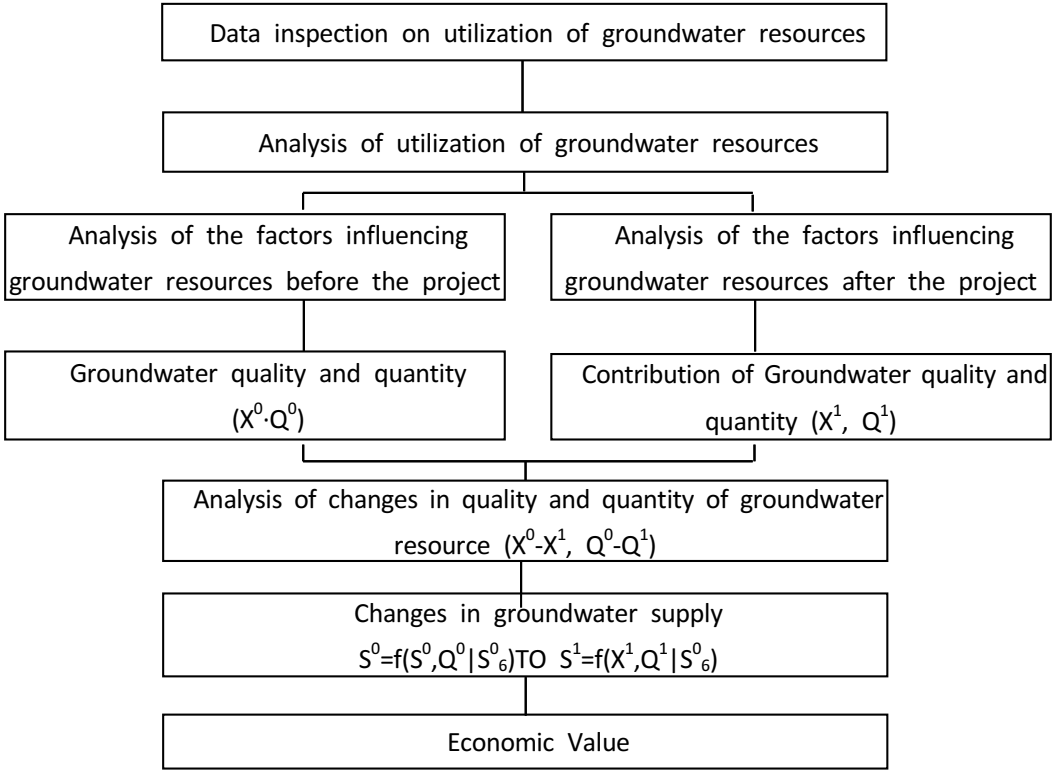 Data inspection on utilization of groundwater resources
Analysis of utilization of groundwater resources
Analysis of the factors influencing
groundwater resources before the project
Analysis of the factors influencing
groundwater resources after the project
Groundwater quality and quantity
(X⁰·Q⁰)
Contribution of Groundwater quality and
quantity (X¹, Q¹)
Analysis of changes in quality and quantity of groundwater
resource (X⁰-X¹, Q⁰-Q¹)
Changes in groundwater supply
S⁰=f(S⁰,Q⁰|S⁰₆)TO S¹=f(X¹,Q¹|S⁰₆)
Economic Value